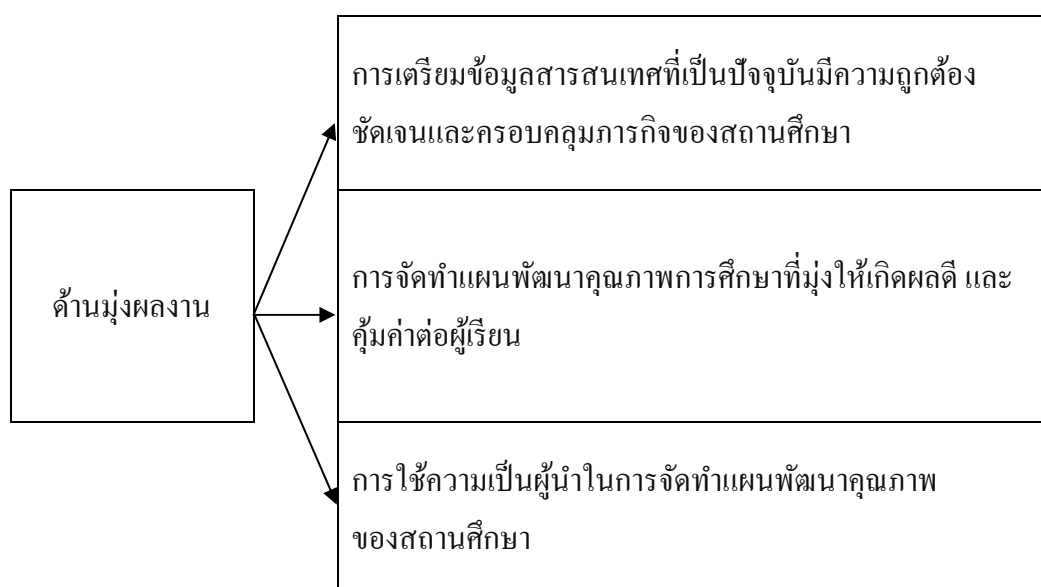 การเตรียมข้อมูลสารสนเทศที่เป็นปัจจุบันมีความถูกต้อง
ชัดเจนและครอบคลุมภารกิจของสถานศึกษา
ด้านมุ่งผลงาน
การจัดทำแผนพัฒนาคุณภาพการศึกษาที่มุ่งให้เกิดผลดี และ
คุ้มค่าต่อผู้เรียน
การใช้ความเป็นผู้นำในการจัดทำแผนพัฒนาคุณภาพ
ของสถานศึกษา